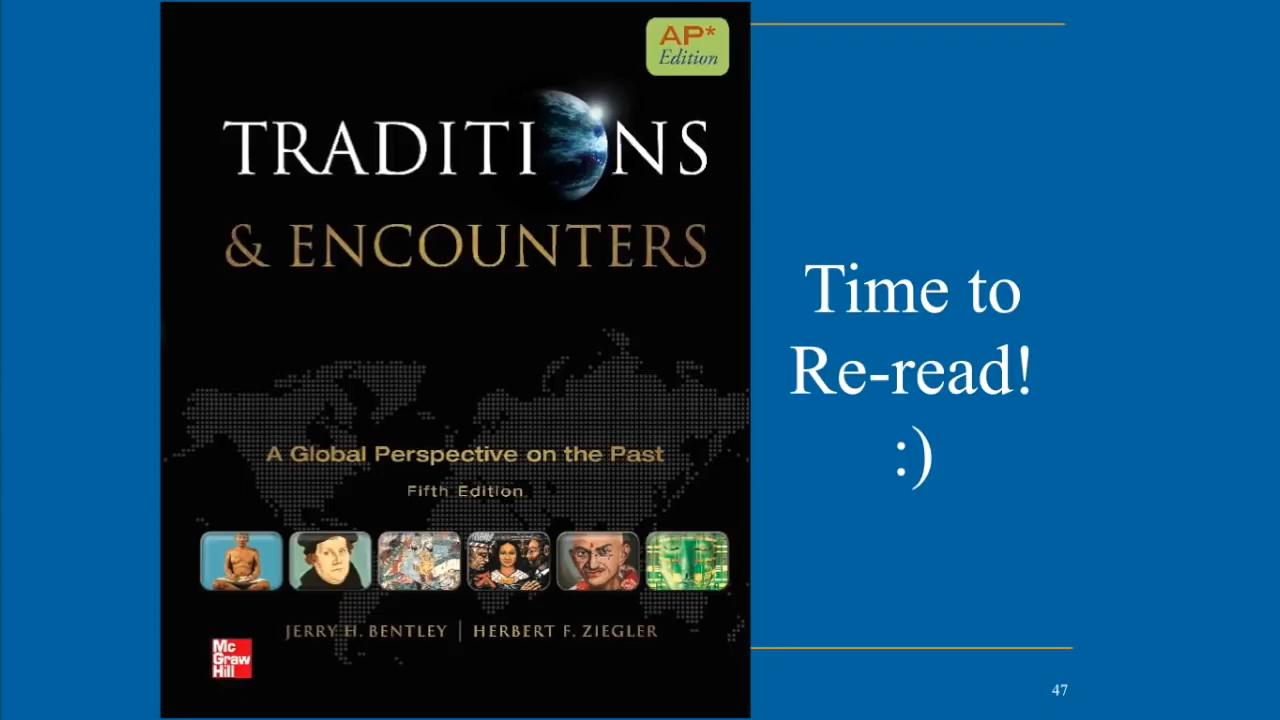 AP*
Edition
TRADITIONS
& ENCOUNTERS
A Global Perspective on the Past
Fifth Edition
JERRY H. BENTLEY | HERBERT F. ZIEGLER
Mc
Graw
Hill
Time to
Re-read!
:)
47